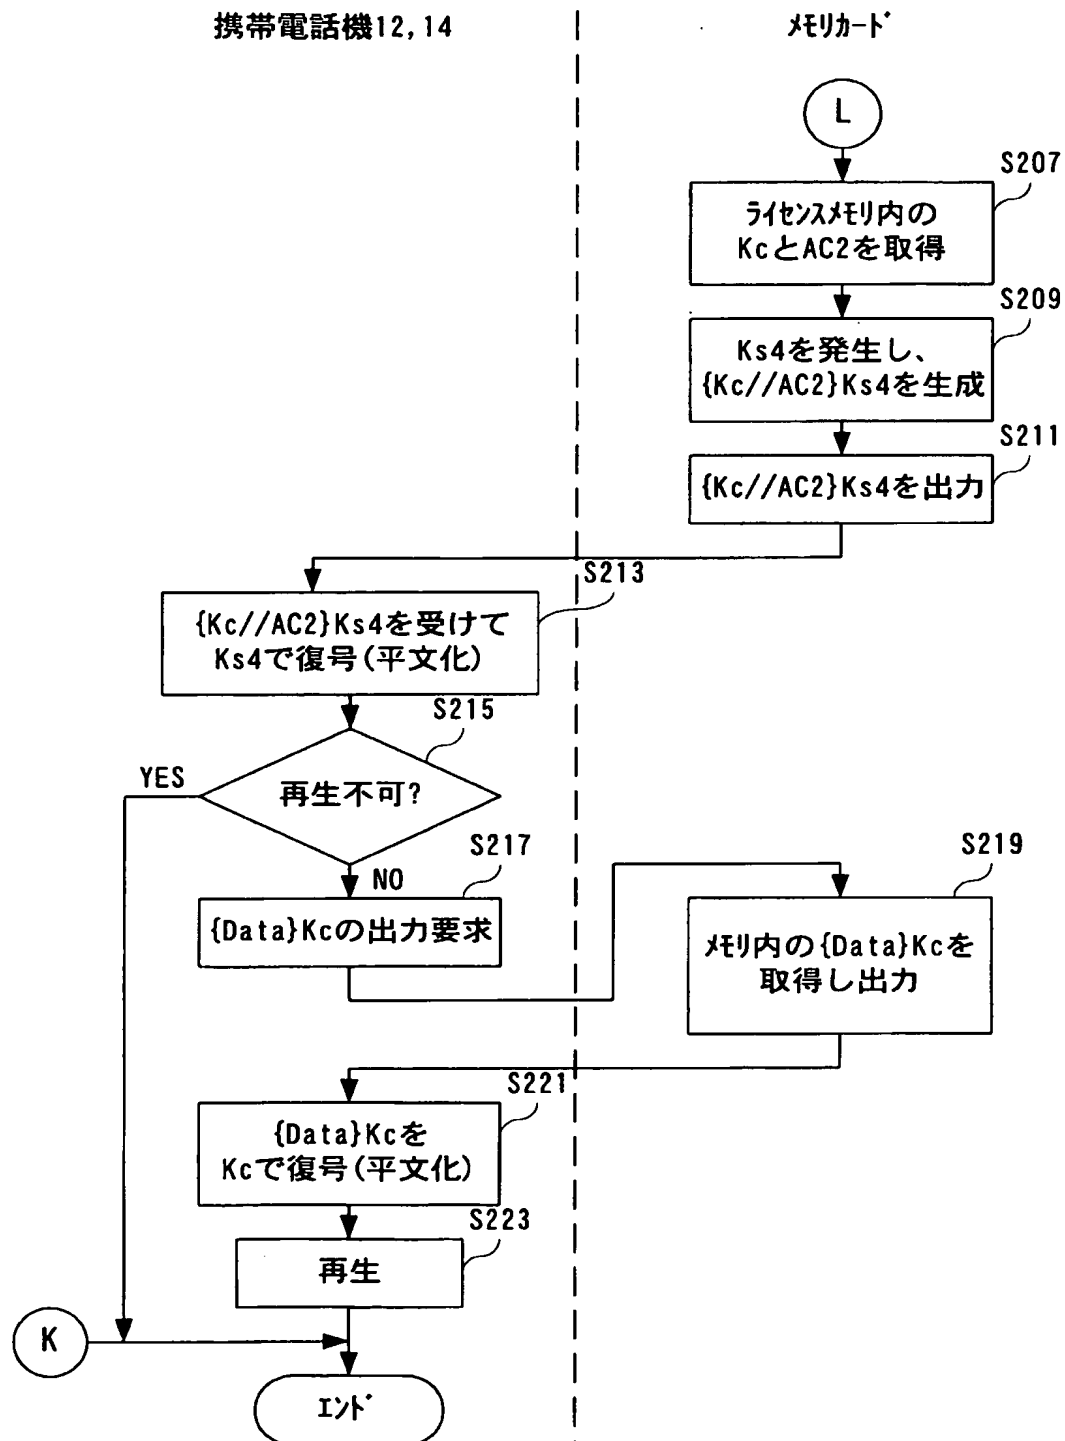 携帯電話機12,14
ﾒﾓﾘｶｰﾄﾞ
L
S207
ﾗｲｾﾝｽﾒﾓﾘ内の
KcとAC2を取得
S209
Ks4を発生し、
{Kc//AC2}Ks4を生成
S211
{Kc//AC2}Ks4を出力
S213
{Kc//AC2}Ks4を受けて
Ks4で復号(平文化)
S215
YES
再生不可?
NO
S217
{Data}Kcの出力要求
S219
ﾒﾓﾘ内の{Data}Kcを
取得し出力
S221
{Data}Kcを
Kcで復号(平文化)
S223
再生
K
ｴﾝﾄﾞ